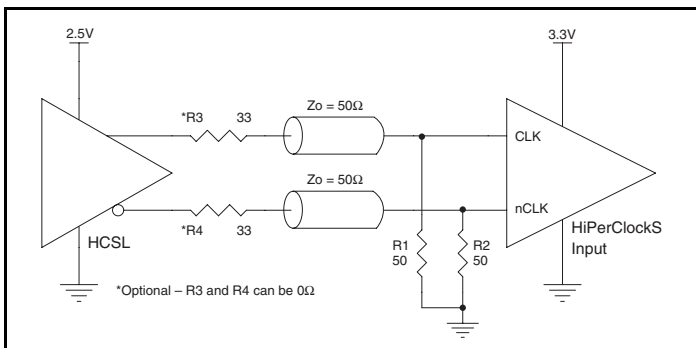 2.5V
3.3V
*R3 33
Zo = 50Ω
CLK
Zo = 50Ω
nCLK
*R4 33
HCSL
HiPerClockS
Input
R1
50
R2
50
*Optional – R3 and R4 can be 0Ω